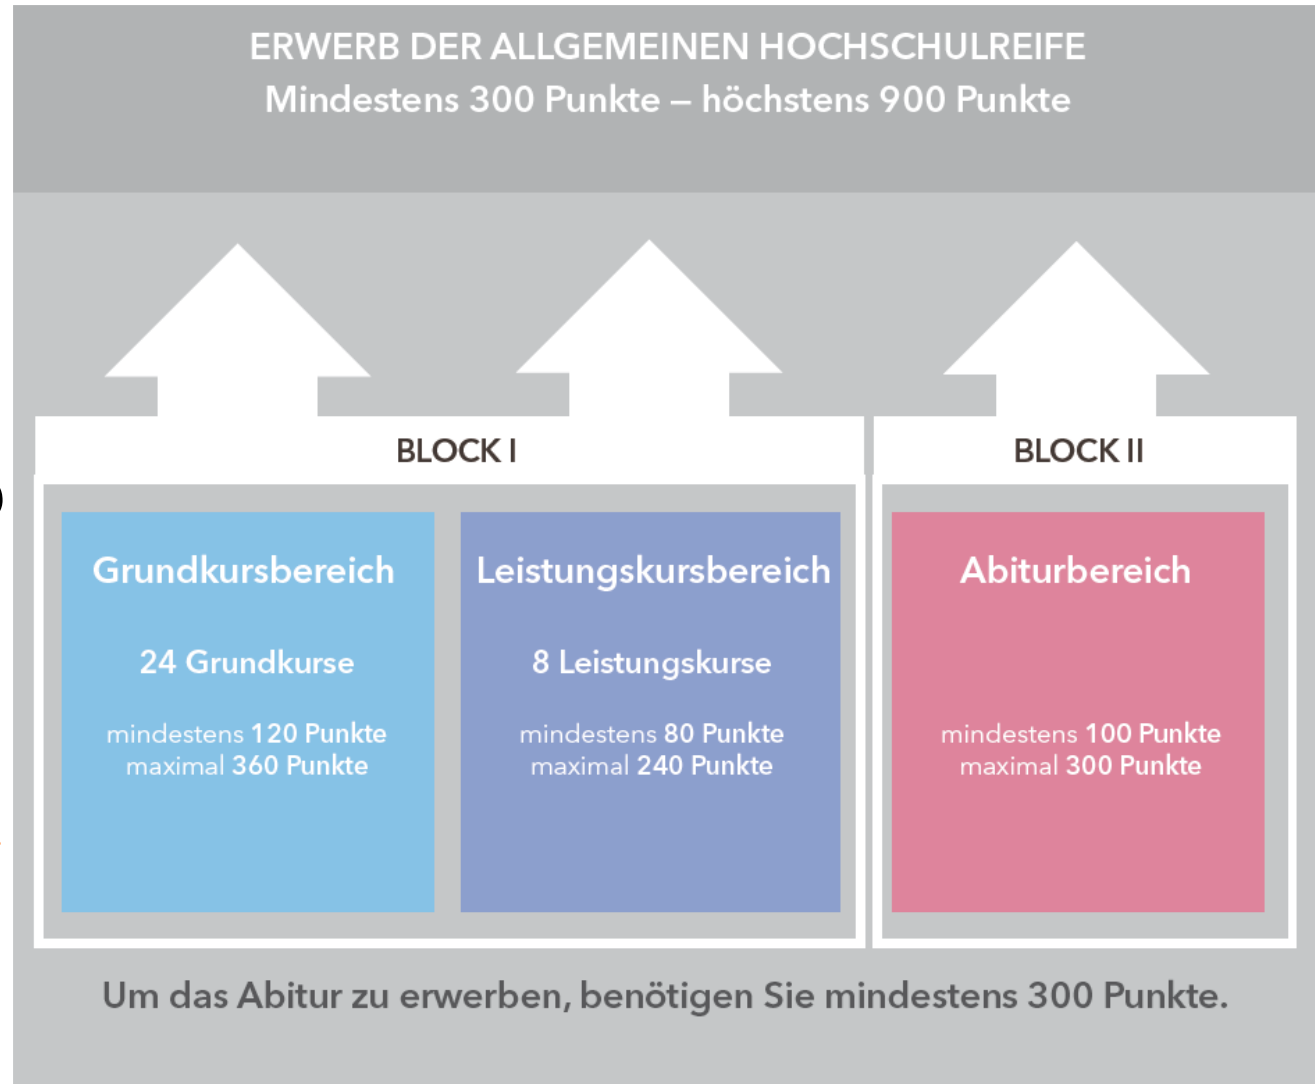 ERWERB DER ALLGEMEINEN HOCHSCHULREIFE
Mindestens 300 Punkte – höchstens 900 Punkte
BLOCK I
Grundkursbereich
24 Grundkurse
mindestens 120 Punkte
maximal 360 Punkte
Leistungskursbereich
8 Leistungskurse
mindestens 80 Punkte
maximal 240 Punkte
BLOCK II
Abiturbereich
mindestens 100 Punkte
maximal 300 Punkte
Um das Abitur zu erwerben, benötigen Sie mindestens 300 Punkte.